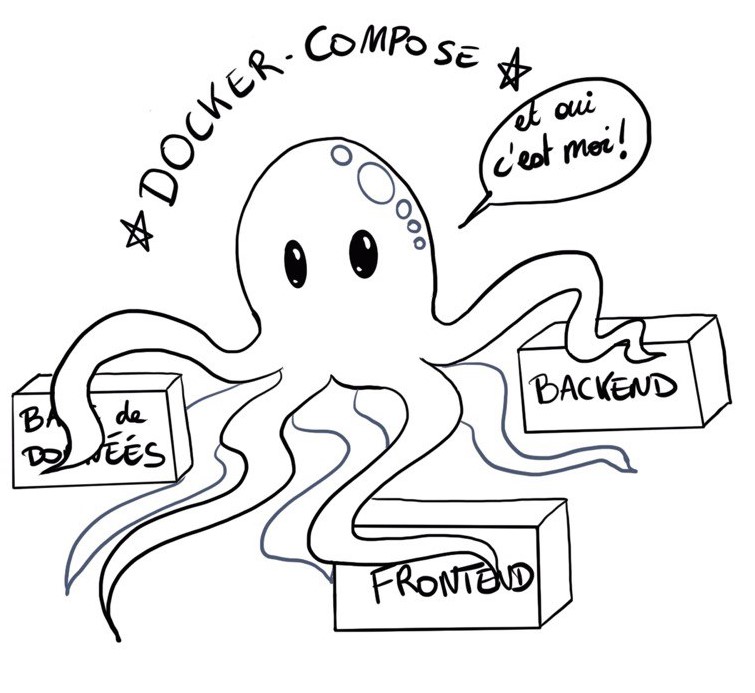 DOCKER-COMPOSE
et oui
c'est moi!
BACKEND
de
FRONTEND